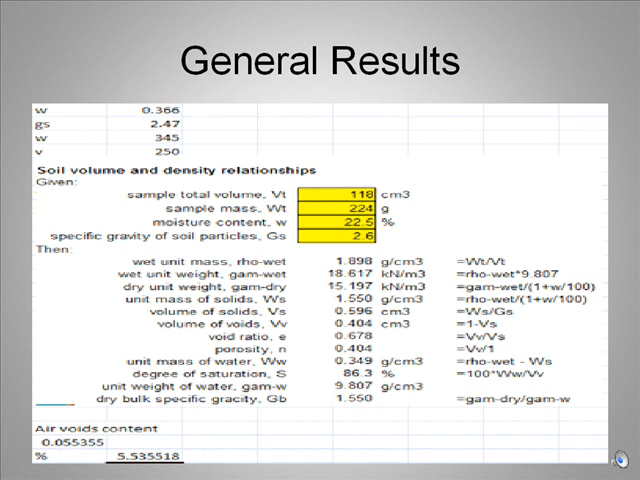 General Results
w 0.366
gs 2.47
w 345
v 250
Soil volume and density relationships
Given:
sample total volume, Vt 118 cm3
sample mass, Wt 224 g
moisture content, w 22.5 %
specific gravity of soil particles, Gs 2.6
Then:
wet unit mass, rho-wet 1.898 g/cm3 =Wt/Vt
wet unit weight, gam-wet 18.617 kN/m3 =rho-wet*9.807
dry unit weight, gam-dry 15.197 kN/m3 =gam-wet/(1+w/100)
unit mass of solids, Ws 1.550 g/cm3 =rho-wet/(1+w/100)
volume of solids, Vs 0.596 cm3 =Ws/Gs
volume of voids, Vv 0.404 cm3 =1-Vs
void ratio, e 0.678 =Vv/Vs
porosity, n 0.404 =Vv/1
unit mass of water, Ww 0.349 g/cm3 =rho-wet - Ws
degree of saturation, S 86.3 % =100*Ww/Vv
unit weight of water, gam-w 9.807 g/cm3
dry bulk specific gracity, Gb 1.550 =gam-dry/gam-w
Air voids content
0.055355
% 5.535518